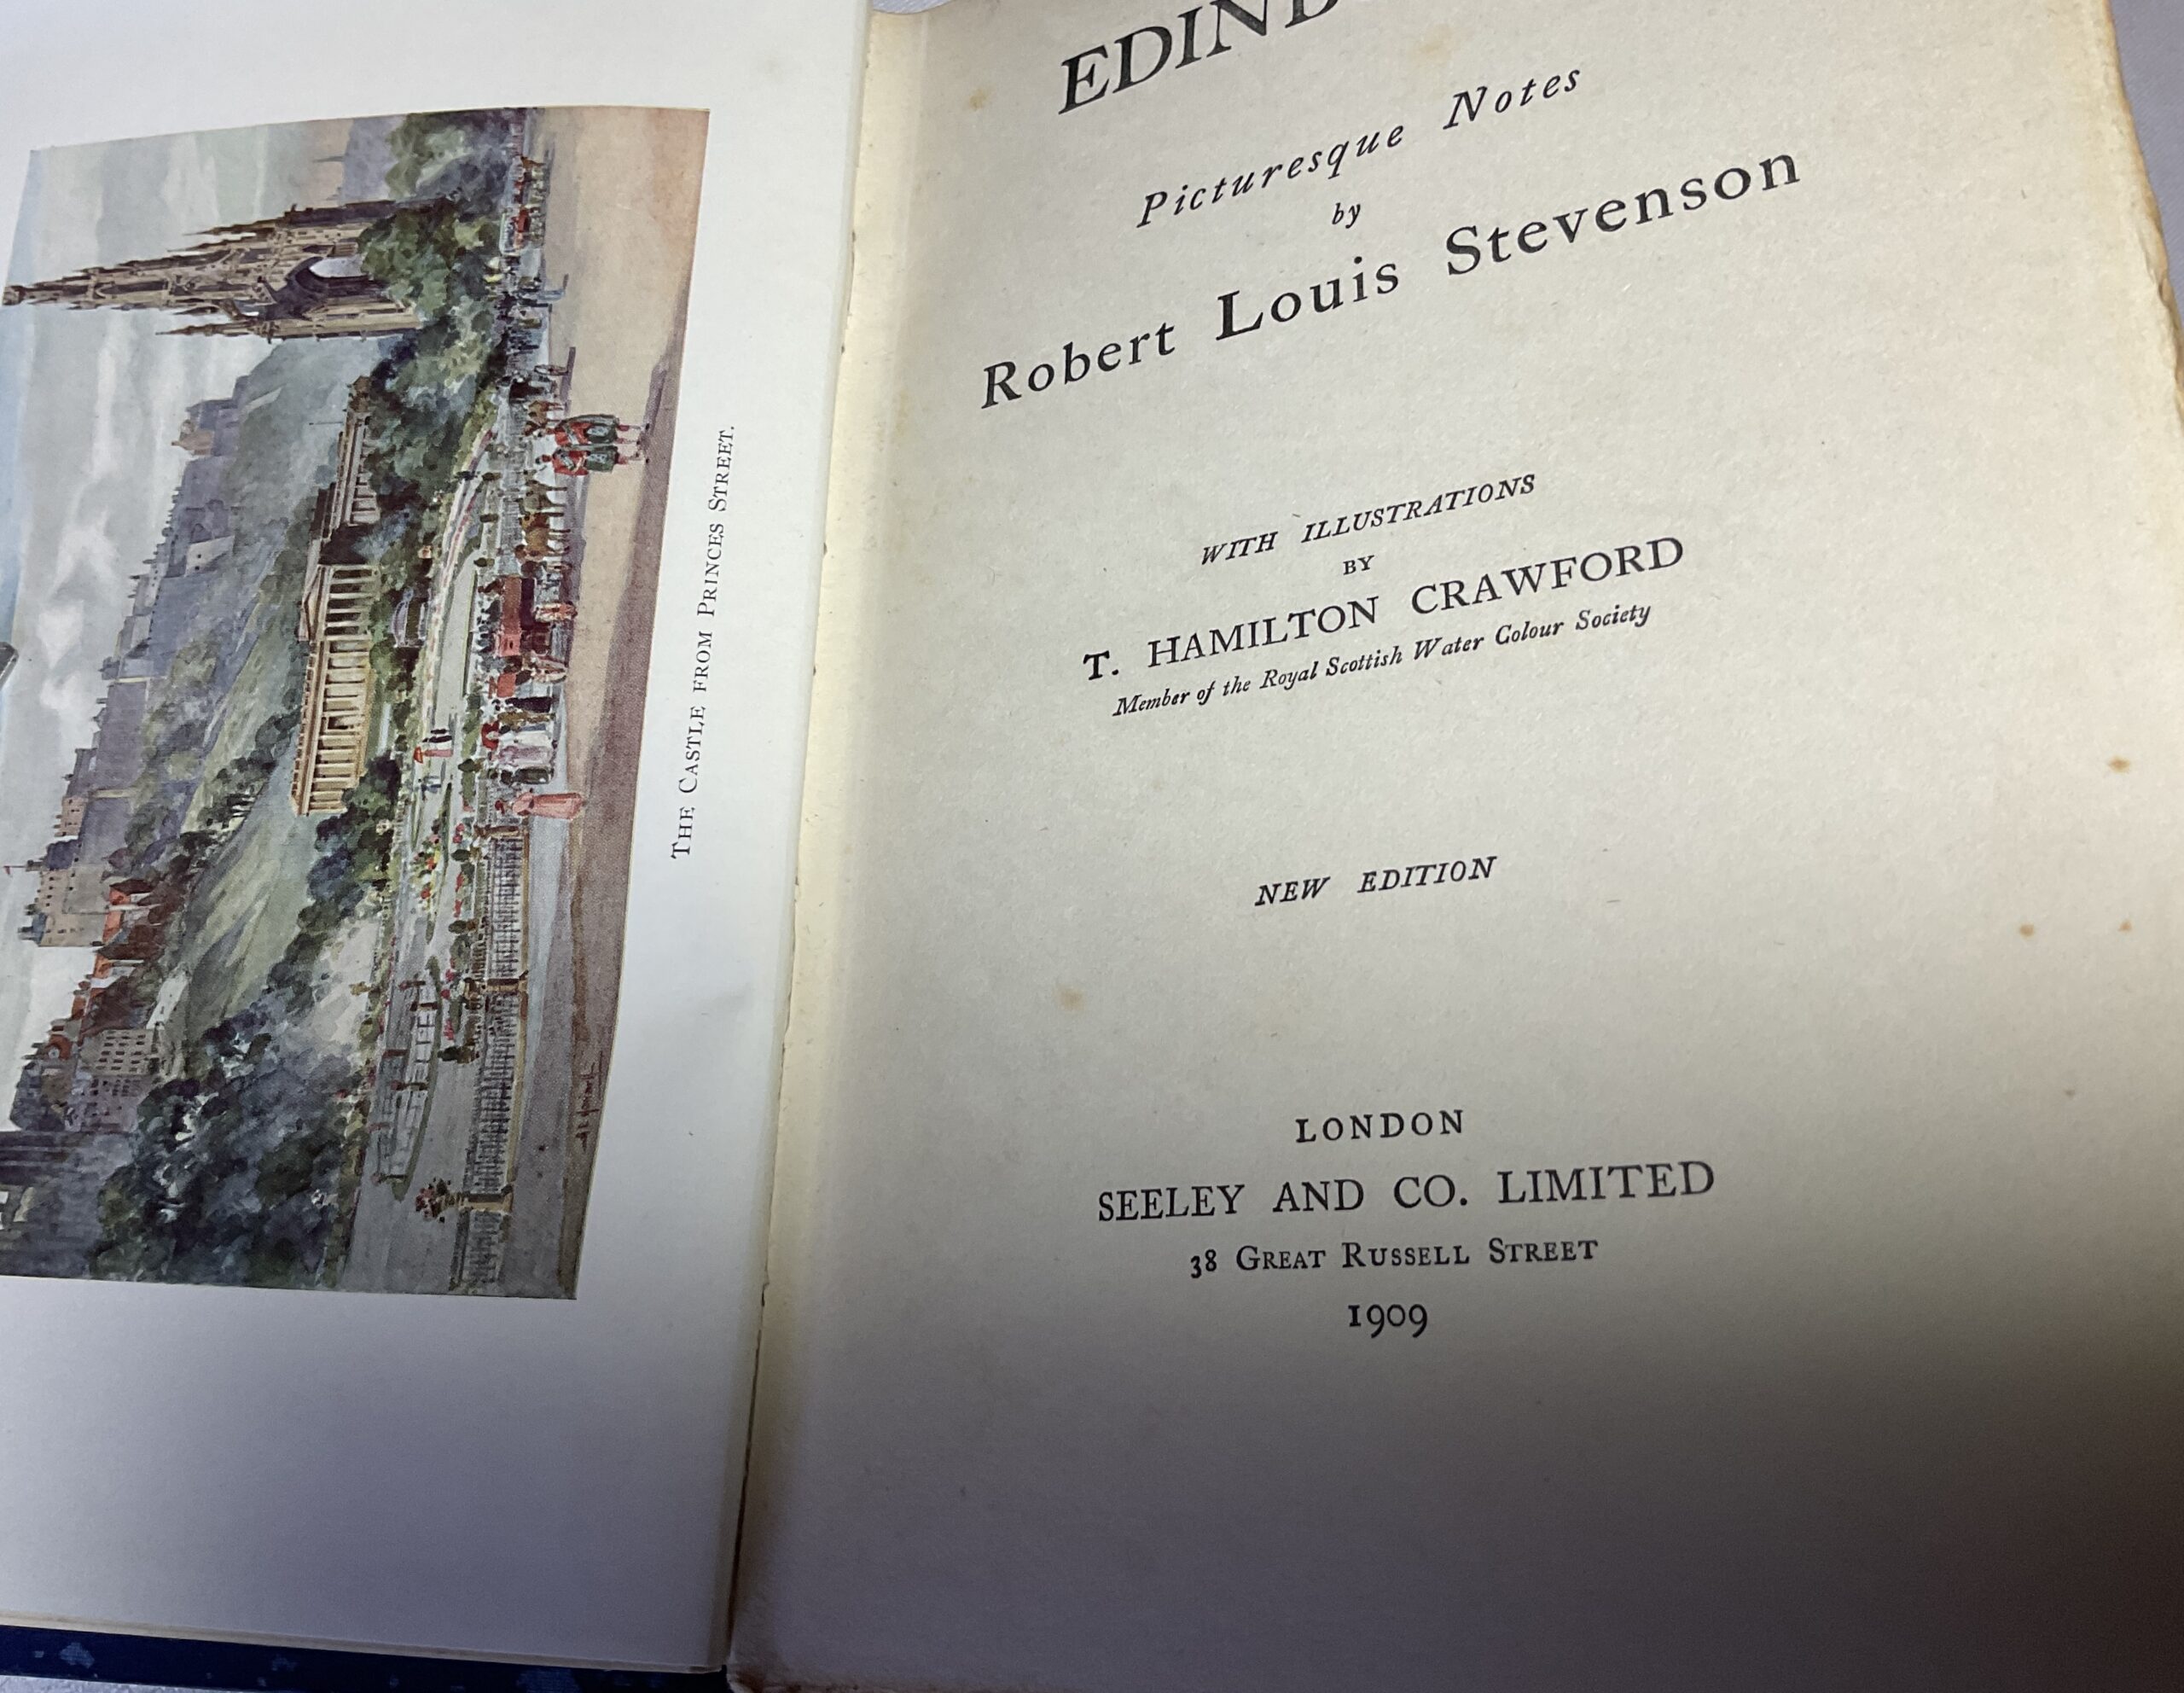 THE CASTLE FROM PRINCES STREET.
Picturesque Notes
by
Robert Louis Stevenson
WITH ILLUSTRATIONS
BY
T. HAMILTON CRAWFORD
Member of the Royal Scottish Water Colour Society
NEW EDITION
LONDON
SEELEY AND CO. LIMITED
38 GREAT RUSSELL STREET
1909